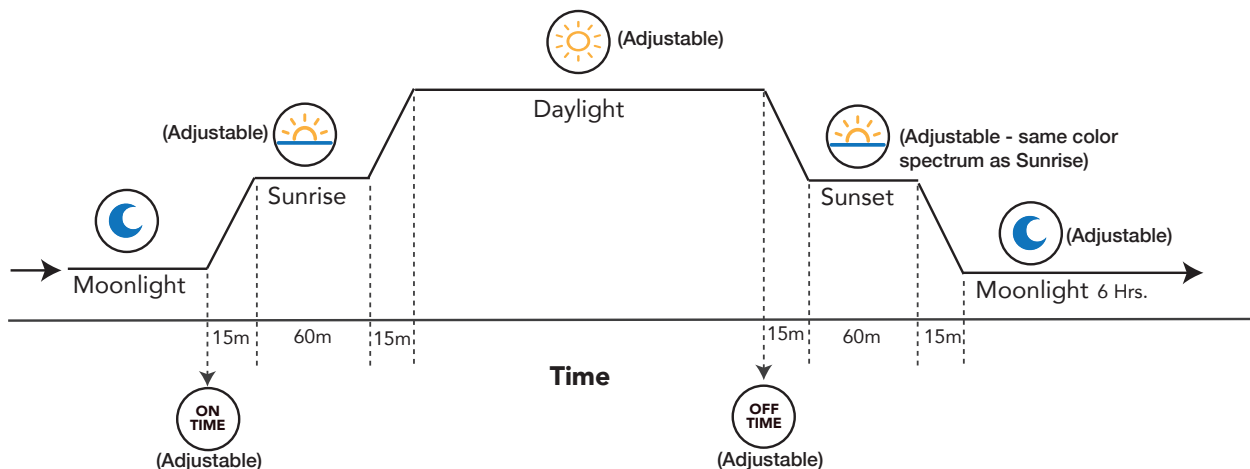 (Adjustable)
Daylight
(Adjustable)
Sunrise
(Adjustable - same color
spectrum as Sunrise)
Sunset
Moonlight
(Adjustable)
Moonlight 6 Hrs.
15m
60m
15m
15m
60m
15m
Time
ON
TIME
(Adjustable)
OFF
TIME
(Adjustable)